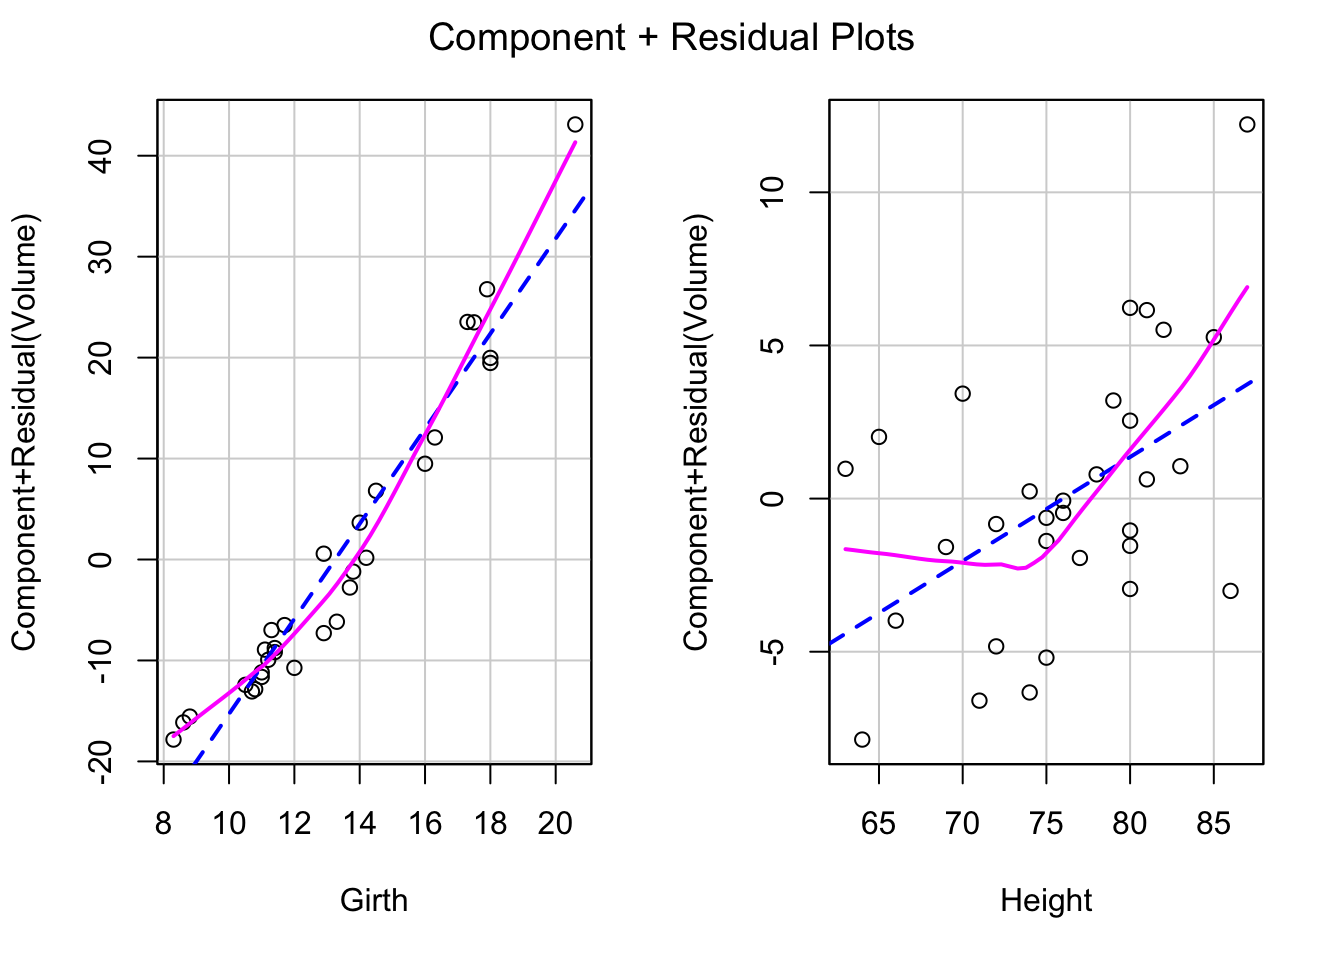 Component + Residual Plots
Component+Residual(Volume)
40
30
20
10
0
-10
-20
8 10 12 14 16 18 20
Girth
Component+Residual(Volume)
10
5
0
-5
65 70 75 80 85
Height